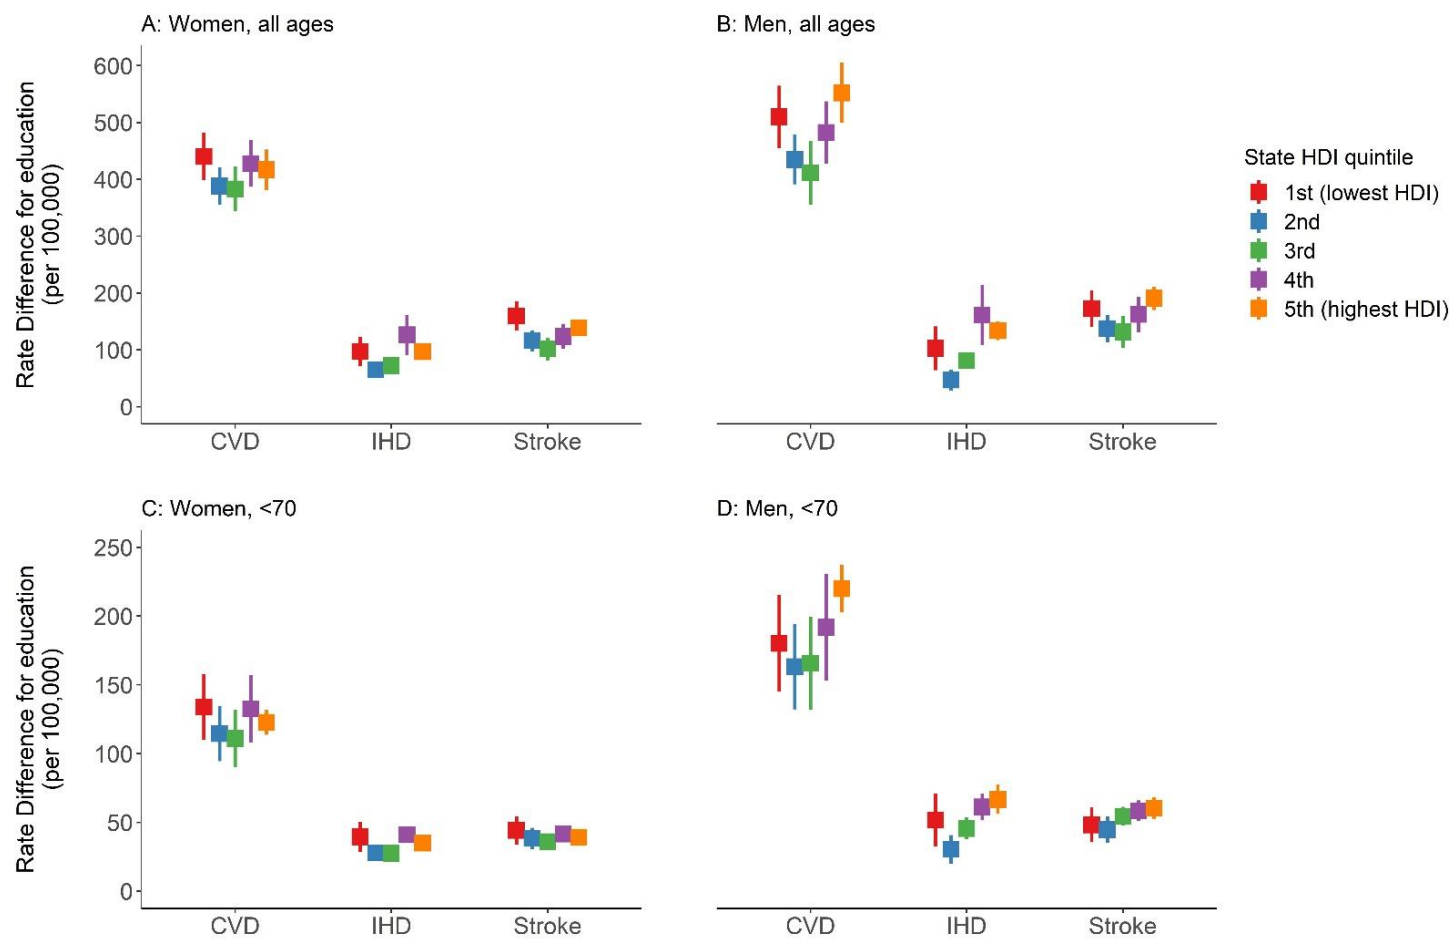 A: Women, all ages
B: Men, all ages
Rate Difference for education
(per 100,000)
600
500
400
300
200
100
0
CVD
IHD
Stroke
CVD
IHD
Stroke
State HDI quintile
1st (lowest HDI)
2nd
3rd
4th
5th (highest HDI)
C: Women, <70
D: Men, <70
Rate Difference for education
(per 100,000)
250
200
150
100
50
0
CVD
IHD
Stroke
CVD
IHD
Stroke